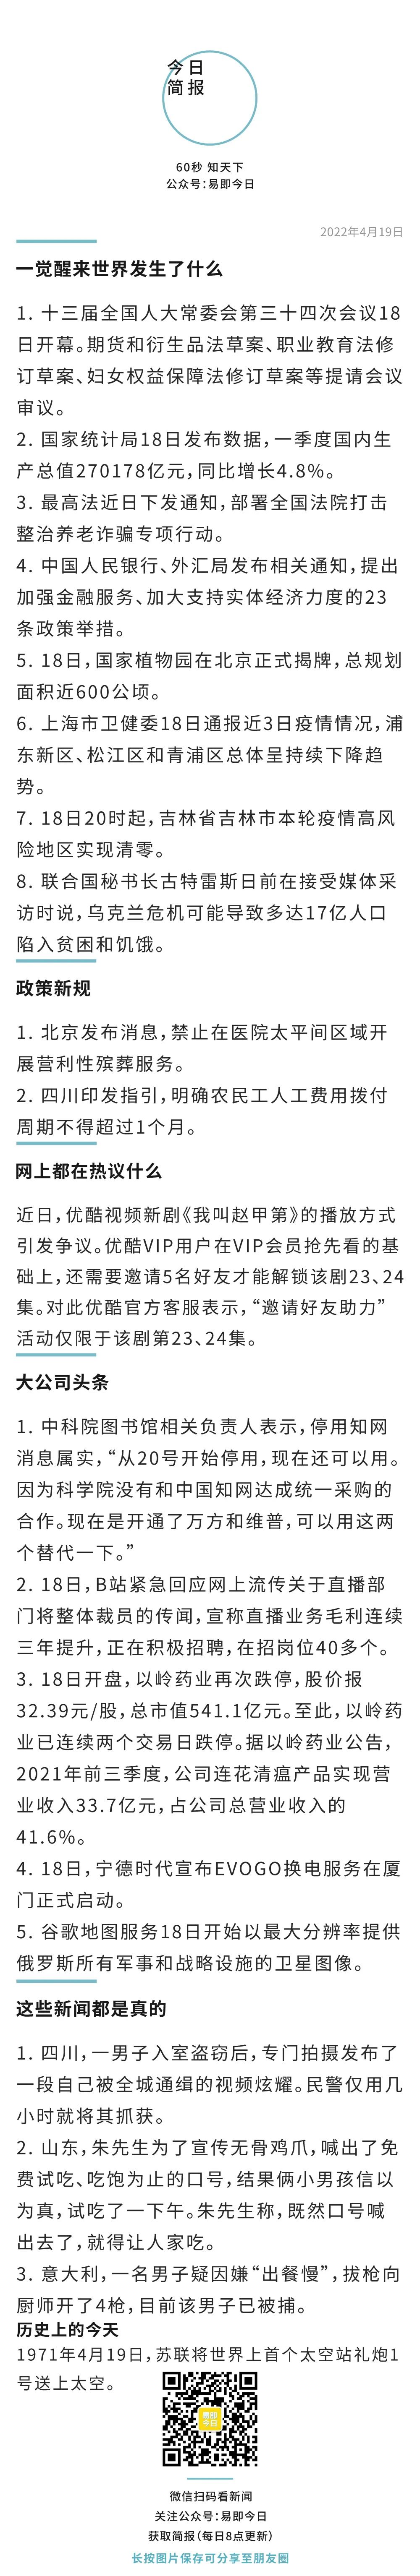 今日
简报
60秒 知天下
公众号：易即今日
2022年4月19日
一觉醒来世界发生了什么
1. 十三届全国人大常委会第三十四次会议18
日开幕。期货和衍生品法草案、职业教育法修
订草案、妇女权益保障法修订草案等提请会议
审议。
2. 国家统计局18日发布数据，一季度国内生
产总值270178亿元，同比增长4.8%。
3. 最高法近日下发通知，部署全国法院打击
整治养老诈骗专项行动。
4. 中国人民银行、外汇局发布相关通知，提出
加强金融服务、加大支持实体经济力度的23
条政策举措。
5. 18日，国家植物园在北京正式揭牌，总规划
面积近600公顷。
6. 上海市卫健委18日通报近3日疫情情况，浦
东新区、松江区和青浦区总体呈持续下降趋
势。
7. 18日20时起，吉林省吉林市本轮疫情高风
险地区实现清零。
8. 联合国秘书长古特雷斯日前在接受媒体采
访时说，乌克兰危机可能导致多达17亿人口
陷入贫困和饥饿。
政策新规
1. 北京发布消息，禁止在医院太平间区域开
展营利性殡葬服务。
2. 四川印发指引，明确农民工人工费用拨付
周期不得超过1个月。
网上都在热议什么
近日，优酷视频新剧《我叫赵甲第》的播放方式
引发争议。优酷VIP用户在VIP会员抢先看的基
础上，还需要邀请5名好友才能解锁该剧23、24
集。对此优酷官方客服表示，“邀请好友助力”
活动仅限于该剧第23、24集。
大公司头条
1. 中科院图书馆相关负责人表示，停用知网
消息属实，“从20号开始停用，现在还可以用。
因为科学院没有和中国知网达成统一采购的
合作。现在是开通了万方和维普，可以用这两
个替代一下。”
2. 18日，B站紧急回应网上流传关于直播部
门将整体裁员的传闻，宣称直播业务毛利连续
三年提升，正在积极招聘，在招岗位40多个。
3. 18日开盘，以岭药业再次跌停，股价报
32.39元/股，总市值541.1亿元。至此，以岭药
业已连续两个交易日跌停。据以岭药业公告，
2021年前三季度，公司连花清瘟产品实现营
业收入33.7亿元，占公司总营业收入的
41.6%。
4. 18日，宁德时代宣布EVOGO换电服务在厦
门正式启动。
5. 谷歌地图服务18日开始以最大分辨率提供
俄罗斯所有军事和战略设施的卫星图像。
这些新闻都是真的
1. 四川，一男子入室盗窃后，专门拍摄发布了
一段自己被全城通缉的视频炫耀。民警仅用几
小时就将其抓获。
2. 山东，朱先生为了宣传无骨鸡爪，喊出了免
费试吃、吃饱为止的口号，结果俩小男孩信以
为真，试吃了一下午。朱先生称，既然口号喊
出去了，就得让人家吃。
3. 意大利，一名男子疑因嫌“出餐慢”，拔枪向
厨师开了4枪，目前该男子已被捕。
历史上的今天
1971年4月19日，苏联将世界上首个太空站礼炮1
号送上太空。
易即
今日
微信扫码看新闻
关注公众号：易即今日
获取简报（每日8点更新）
长按图片保存可分享至朋友圈